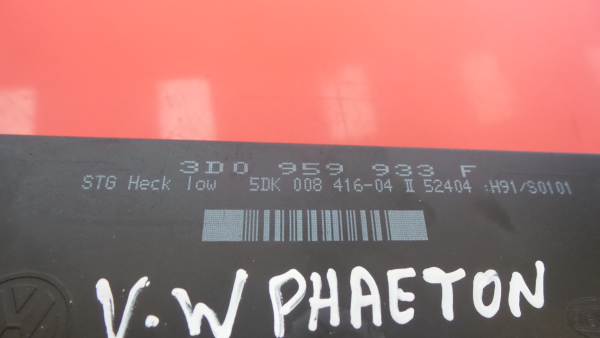 3D0 959 933 F
STG Heck low 5DK 008 416-04 II 52404 :H91/S0101
V.W PHAETON